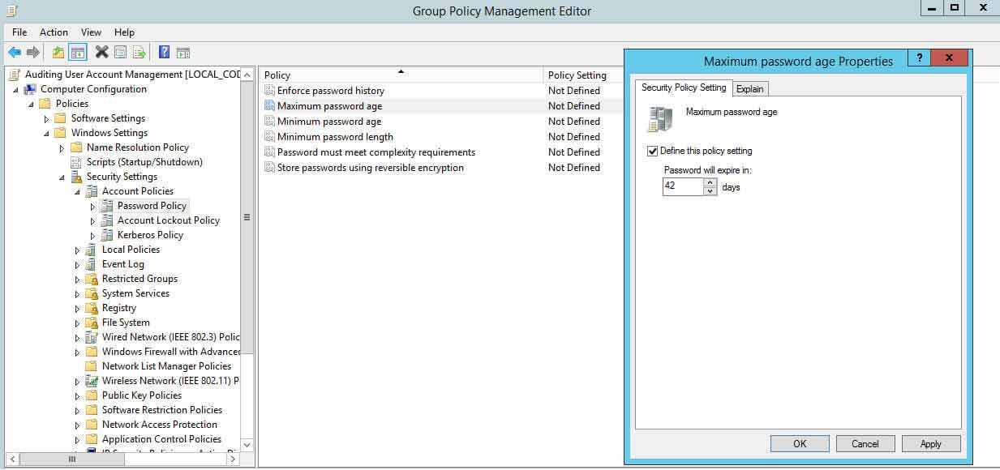 Group Policy Management Editor
File Action View Help
Auditing User Account Management [LOCAL_COD
Computer Configuration
Policies
Software Settings
Windows Settings
Name Resolution Policy
Scripts (Startup/Shutdown)
Security Settings
Account Policies
Password Policy
Account Lockout Policy
Kerberos Policy
Local Policies
Event Log
Restricted Groups
System Services
Registry
File System
Wired Network (IEEE 802.3) Polic
Windows Firewall with Advanced
Network List Manager Policies
Wireless Network (IEEE 802.11) P
Public Key Policies
Software Restriction Policies
Network Access Protection
Application Control Policies
Policy Policy Setting
Enforce password history Not Defined
Maximum password age Not Defined
Minimum password age Not Defined
Minimum password length Not Defined
Password must meet complexity requirements Not Defined
Store passwords using reversible encryption Not Defined
Maximum password age Properties
? x
Security Policy Setting Explain
Maximum password age
Define this policy setting
Password will expire in:
42 days
OK Cancel Apply